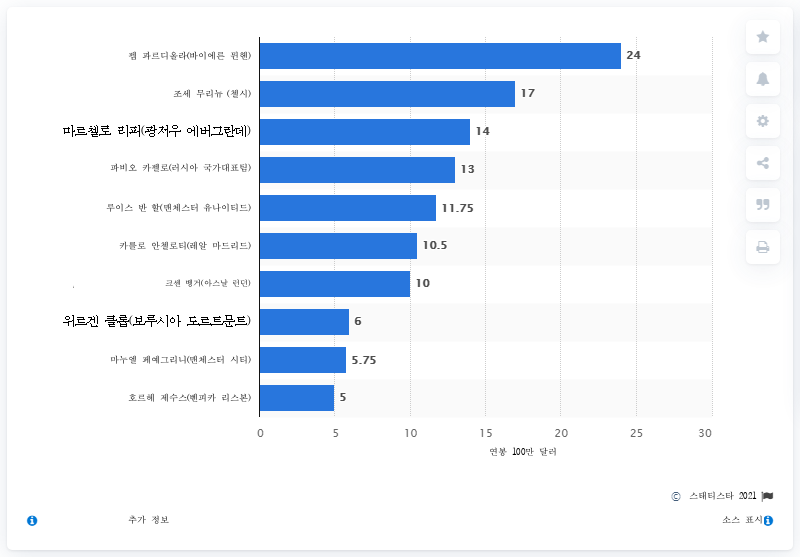 펩 과르디올라(바이에른 뮌헨)
24
조세 무리뉴 (첼시)
17
마르첼로 리피(광저우 에버그란데)
14
파비오 카펠로(러시아 국가대표팀)
13
루이스 반 할(맨체스터 유나이티드)
11.75
카를로 안첼로티(레알 마드리드)
10.5
크센 벵거(아스날 런던)
10
위르겐 클롭(보루시아 도르트문트)
6
마누엘 페예그리니(맨체스터 시티)
5.75
호르헤 제수스(벤피카 리스본)
5
0 5 10 15 20 25 30
연봉 100만 달러
© 스태티스타 2021
추가 정보
소스 표시